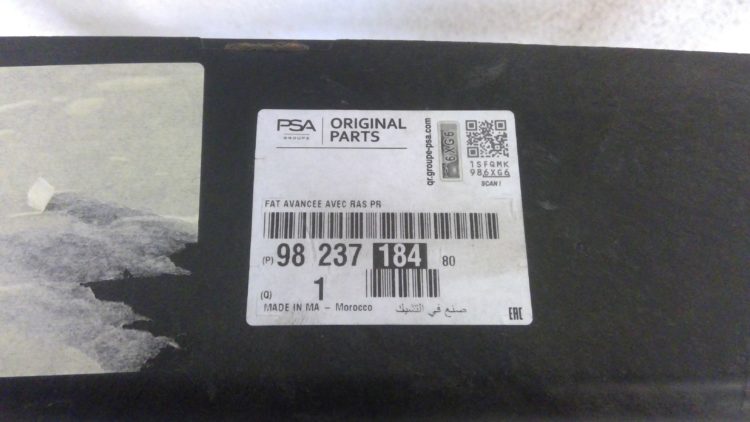 PSA
GROUPE
ORIGINAL
PARTS
qr.groupe-psa.com
6XG6
1SFQMK
986XG6
SCAN !
FAT AVANCEE AVEC RAS PR
(P) 98 237 184 80
(Q) 1
MADE IN MA - Morocco
صنع في التشيك
EAC